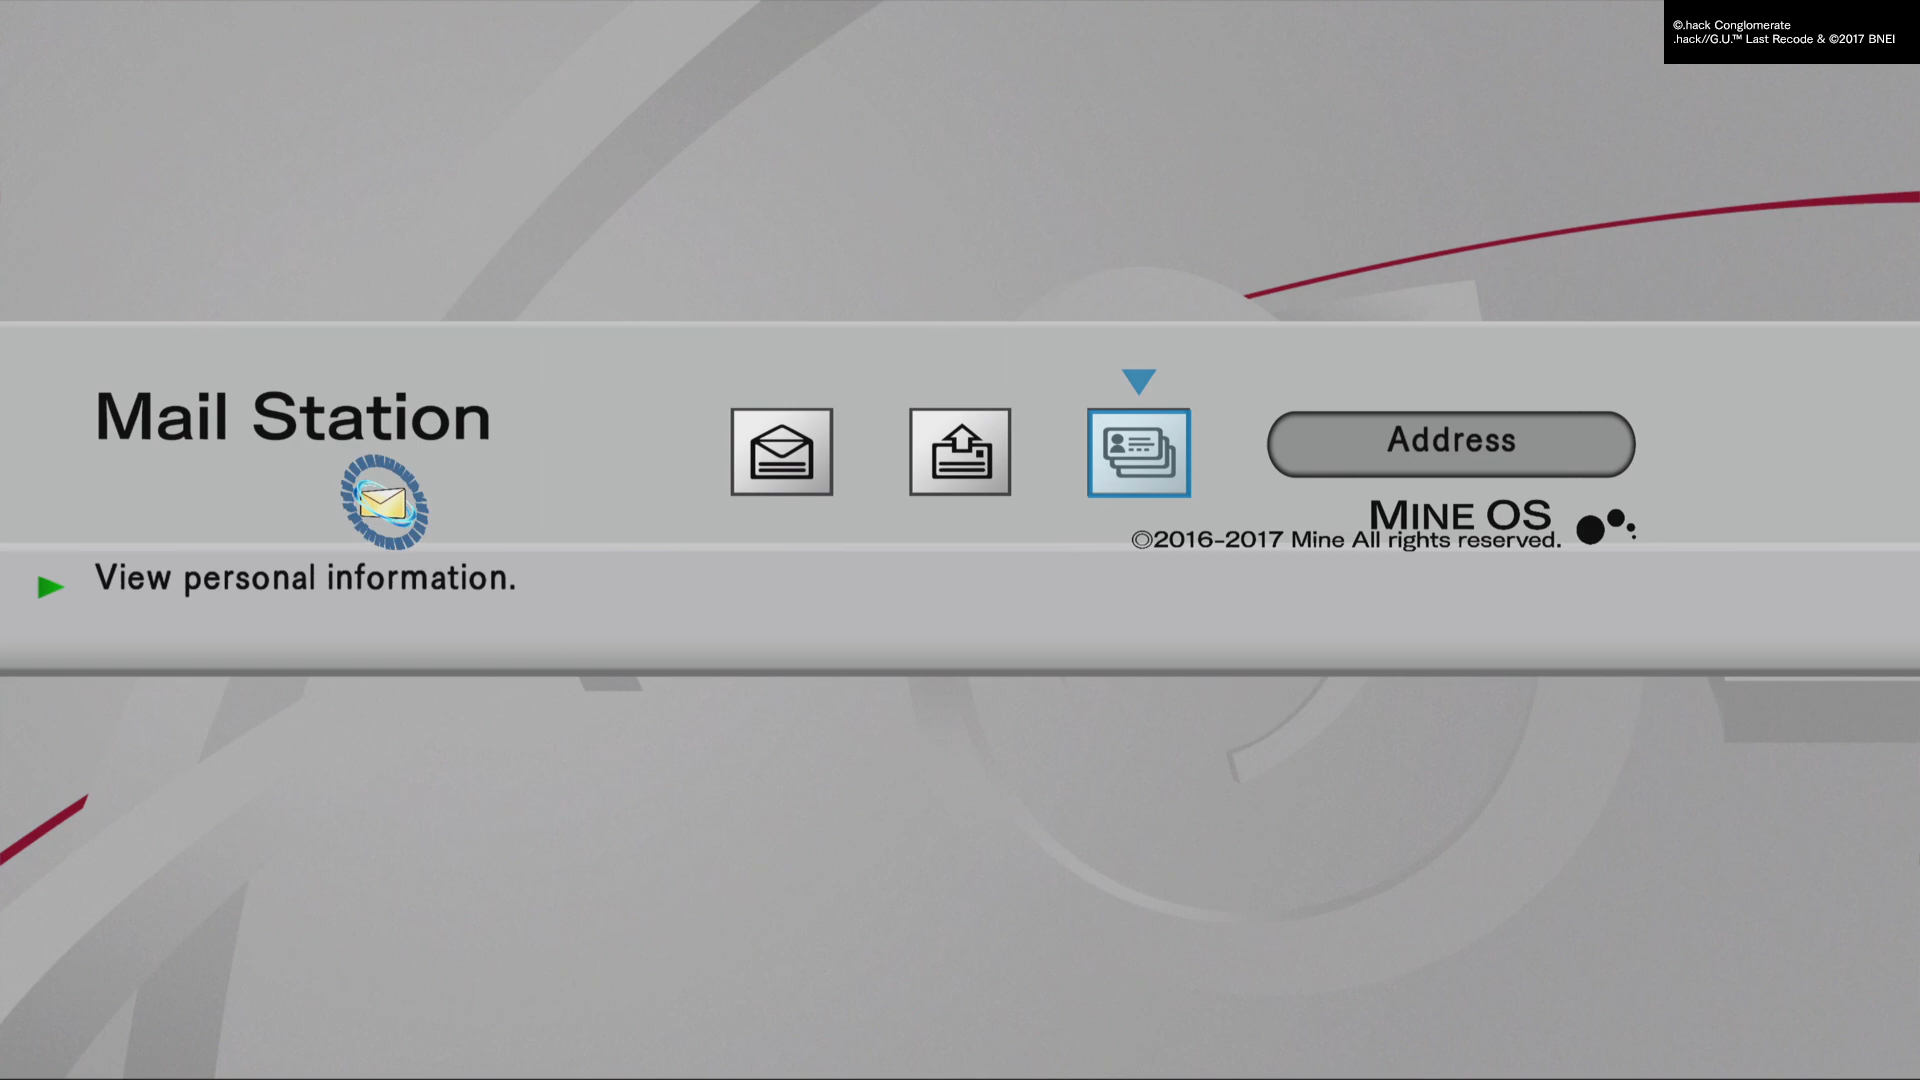 ©.hack Conglomerate
.hack//G.U.™ Last Recode & ©2017 BNEI
Mail Station
Address
MINE OS
©2016-2017 Mine All rights reserved.
View personal information.